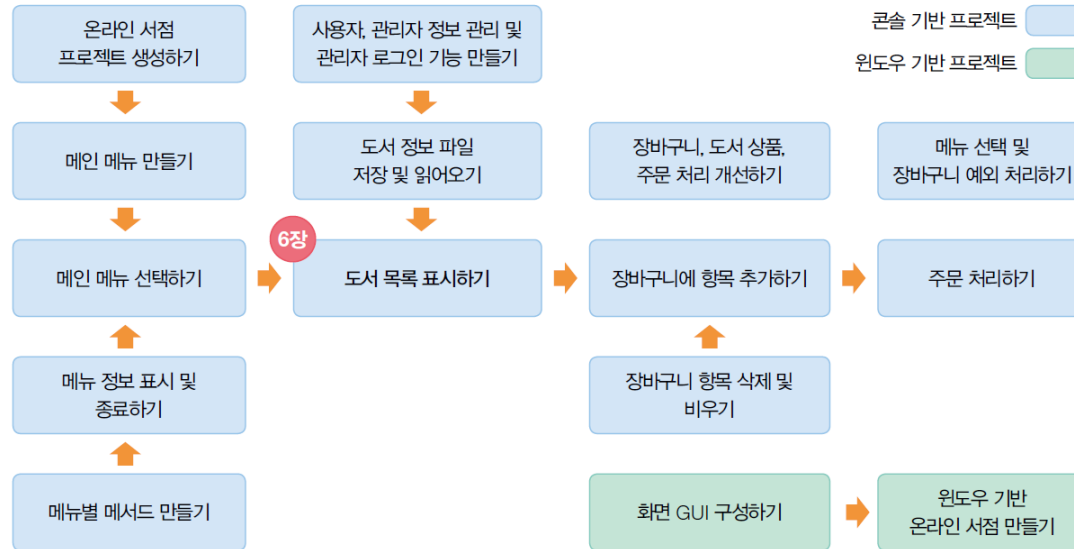 온라인 서점
프로젝트 생성하기
사용자, 관리자 정보 관리 및
관리자 로그인 기능 만들기
콘솔 기반 프로젝트
윈도우 기반 프로젝트
메인 메뉴 만들기
도서 정보 파일
저장 및 읽어오기
장바구니, 도서 상품,
주문 처리 개선하기
메뉴 선택 및
장바구니 예외 처리하기
6장
메인 메뉴 선택하기
도서 목록 표시하기
장바구니에 항목 추가하기
주문 처리하기
메뉴 정보 표시 및
종료하기
장바구니 항목 삭제 및
비우기
메뉴별 메서드 만들기
화면 GUI 구성하기
윈도우 기반
온라인 서점 만들기